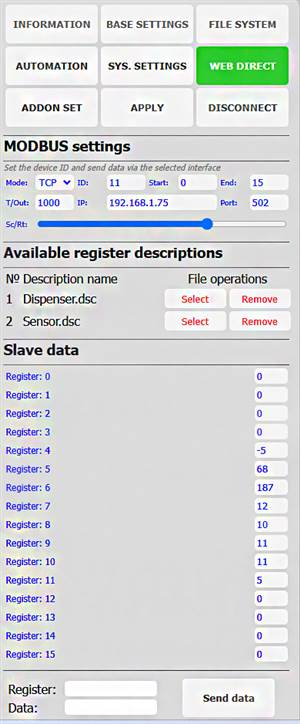 INFORMATION BASE SETTINGS FILE SYSTEM
AUTOMATION SYS. SETTINGS WEB DIRECT
ADDON SET APPLY DISCONNECT
MODBUS settings
Set the device ID and send data via the selected interface
Mode: TCP ID: 11 Start: 0 End: 15
T/Out: 1000 IP: 192.168.1.75 Port: 502
Sc/Rt:
Available register descriptions
№ Description name File operations
1 Dispenser.dsc Select Remove
2 Sensor.dsc Select Remove
Slave data
Register: 0 0
Register: 1 0
Register: 2 0
Register: 3 0
Register: 4 -5
Register: 5 68
Register: 6 187
Register: 7 12
Register: 8 10
Register: 9 11
Register: 10 11
Register: 11 5
Register: 12 0
Register: 13 0
Register: 14 0
Register: 15 0
Register:
Data:
Send data